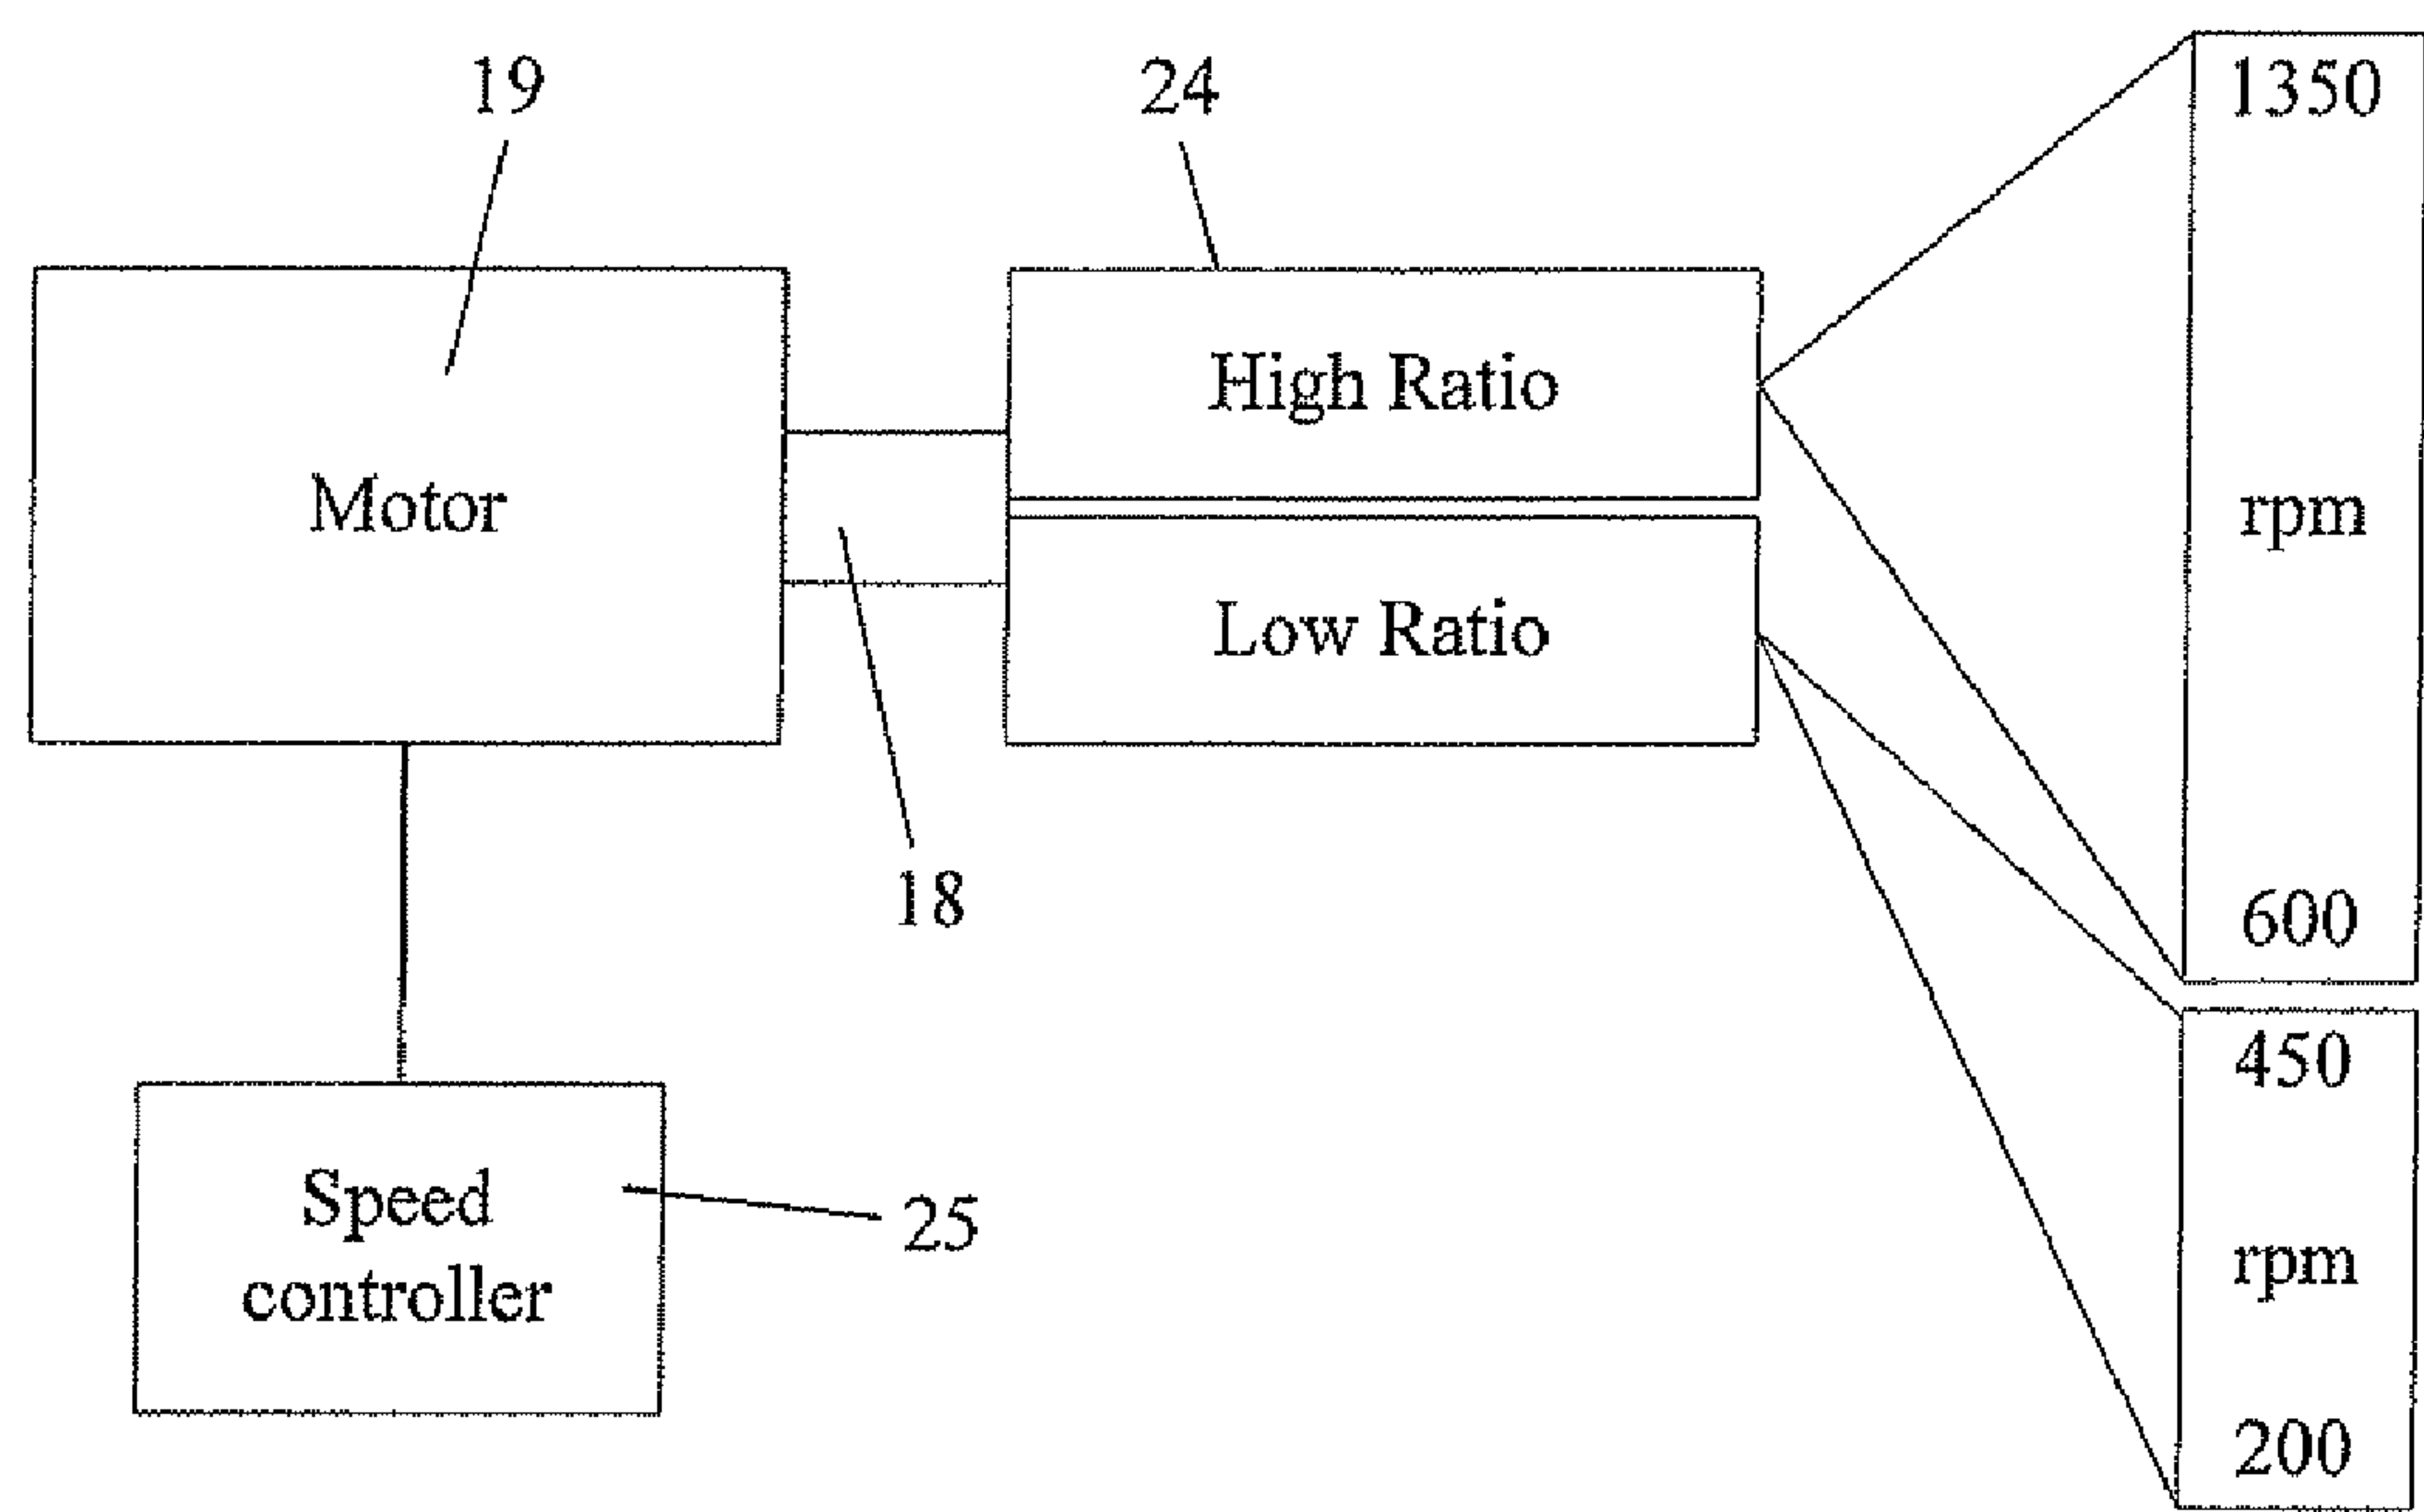 19
24
1350
High Ratio
Motor
rpm
Low Ratio
18
600
450
Speed
controller
25
rpm
200